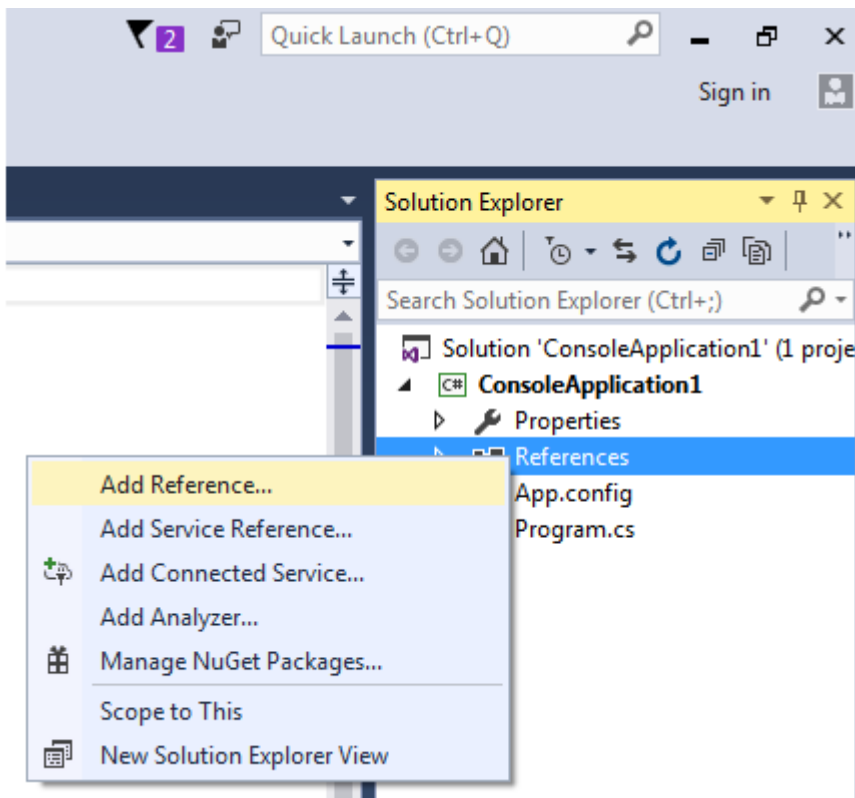 2
Quick Launch (Ctrl+Q)
Sign in
Solution Explorer
Search Solution Explorer (Ctrl+;)
Solution 'ConsoleApplication1' (1 proje
C# ConsoleApplication1
Properties
References
App.config
Program.cs
Add Reference...
Add Service Reference...
Add Connected Service...
Add Analyzer...
Manage NuGet Packages...
Scope to This
New Solution Explorer View